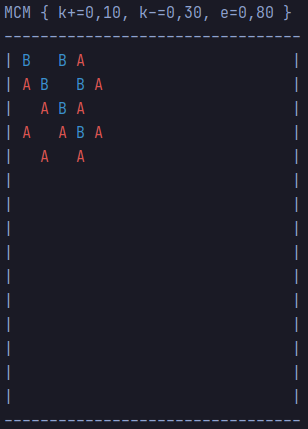 MCM { k+=0,10, k-=0,30, e=0,80 }
---------------------------------
| B   B A                       |
| A B   B A                     |
|   A B A                       |
| A   A B A                     |
|   A   A                       |
|                               |
|                               |
|                               |
|                               |
|                               |
|                               |
|                               |
|                               |
|                               |
|                               |
---------------------------------